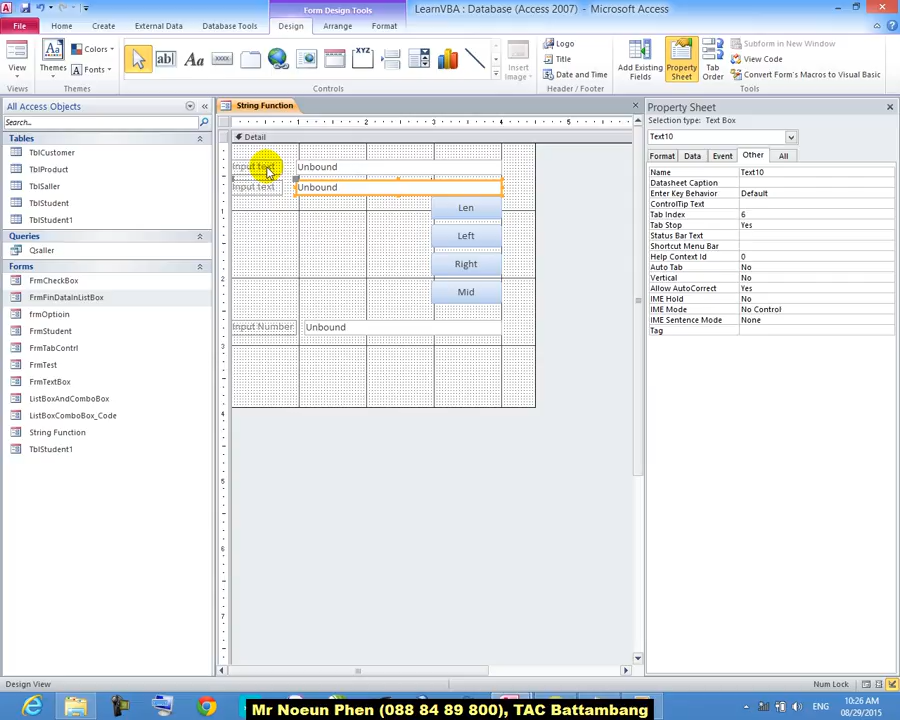 Form Design Tools
LearnVBA : Database (Access 2007) - Microsoft Access
File
Home
Create
External Data
Database Tools
Design
Arrange
Format
View
Views
Themes
Colors
Fonts
Themes
ab|
Aa
xxxx
XYZ
Controls
Insert Image
Logo
Title
Date and Time
Header / Footer
Add Existing Fields
Property Sheet
Tab Order
Subform in New Window
View Code
Convert Form's Macros to Visual Basic
Tools
All Access Objects
Search...
Tables
TblCustomer
TblProduct
TblSaller
TblStudent
TblStudent1
Queries
Qsaller
Forms
FrmCheckBox
FrmFinDataInListBox
frmOptioin
FrmStudent
FrmTabContrl
FrmTest
FrmTextBox
ListBoxAndComboBox
ListBoxComboBox_Code
String Function
TblStudent1
String Function
Detail
Input text
Unbound
Input text
Unbound
Len
Left
Right
Mid
Input Number
Unbound
Property Sheet
Selection type: Text Box
Text10
Format
Data
Event
Other
All
Name Text10
Datasheet Caption
Enter Key Behavior Default
ControlTip Text
Tab Index 6
Tab Stop Yes
Status Bar Text
Shortcut Menu Bar
Help Context Id 0
Auto Tab No
Vertical No
Allow AutoCorrect Yes
IME Hold No
IME Mode No Control
IME Sentence Mode None
Tag
Design View
Num Lock
Mr Noeun Phen (088 84 89 800), TAC Battambang
ENG
10:26 AM
08/29/2015